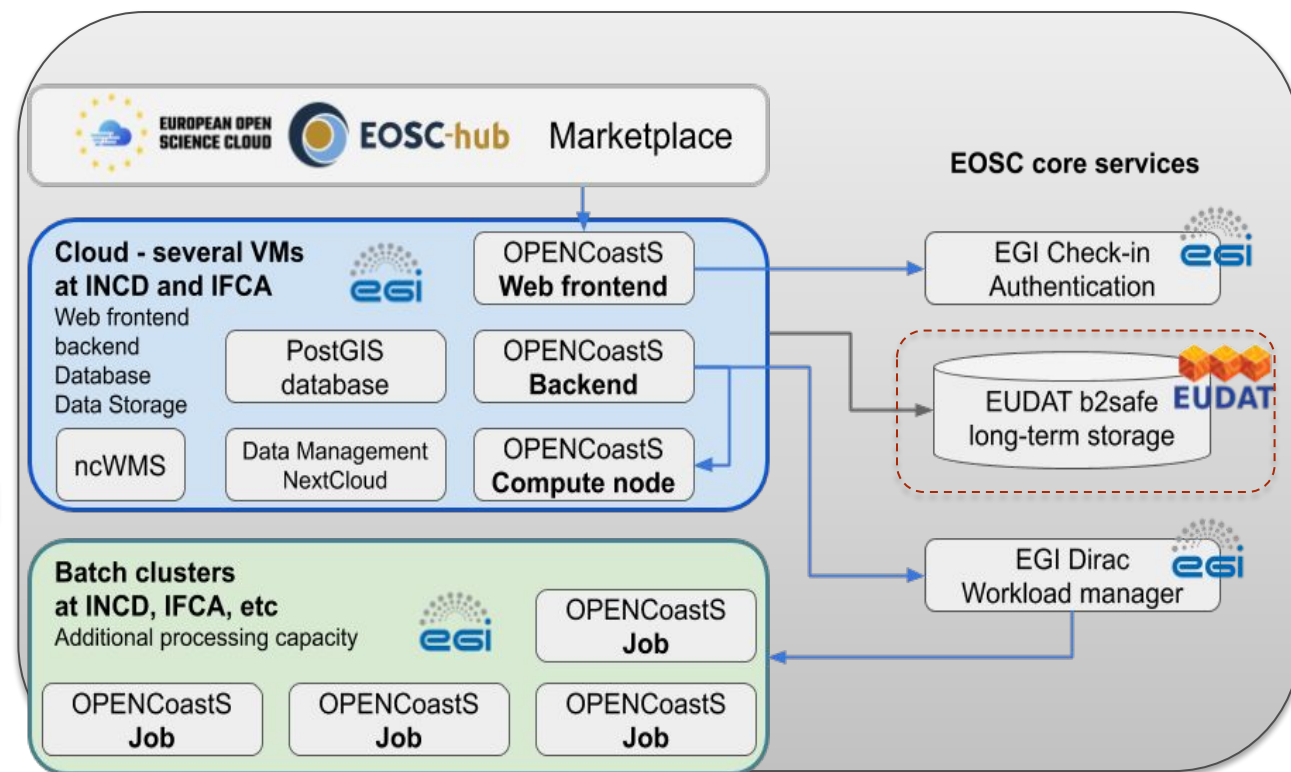 EUROPEAN OPEN
SCIENCE CLOUD
EOSC-hub
Marketplace
EOSC core services
Cloud - several VMs
at INCD and IFCA
Web frontend
backend
Database
Data Storage
egi
OPENCoastS
Web frontend
PostGIS
database
OPENCoastS
Backend
ncWMS
Data Management
NextCloud
OPENCoastS
Compute node
EGI Check-in
Authentication
egi
EUDAT b2safe
long-term storage
EUDAT
EGI Dirac
Workload manager
egi
Batch clusters
at INCD, IFCA, etc
Additional processing capacity
egi
OPENCoastS
Job
OPENCoastS
Job
OPENCoastS
Job
OPENCoastS
Job